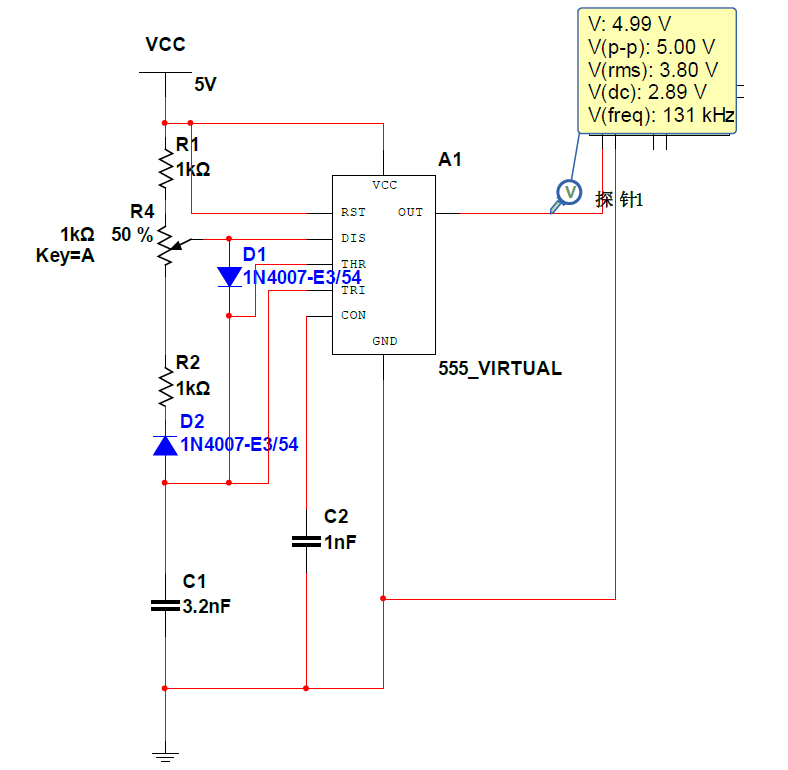 V: 4.99 V
V(p-p): 5.00 V
V(rms): 3.80 V
V(dc): 2.89 V
V(freq): 131 kHz
VCC
5V
R1
1kΩ
A1
VCC
RST
OUT
DIS
THR
TRI
CON
GND
555_VIRTUAL
V
探针1
R4
1kΩ
50 %
Key=A
D1
1N4007-E3/54
R2
1kΩ
D2
1N4007-E3/54
C2
1nF
C1
3.2nF